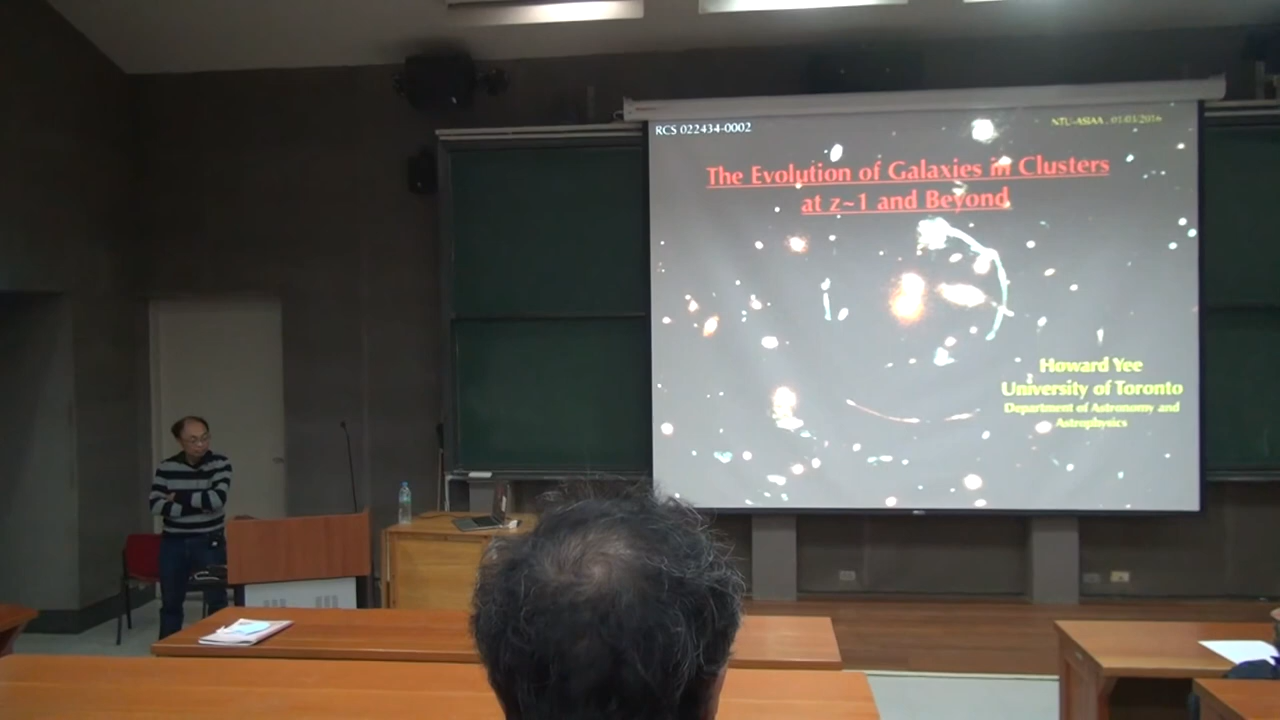 RCS 022434-0002
NTU-ASIAA , 01/03/2016
The Evolution of Galaxies in Clusters
at z~1 and Beyond
Howard Yee
University of Toronto
Department of Astronomy and
Astrophysics